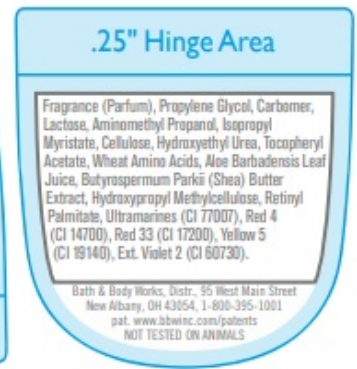 .25" Hinge Area
Fragrance (Parfum), Propylene Glycol, Carbomer,
Lactose, Aminomethyl Propanol, Isopropyl
Myristate, Cellulose, Hydroxyethyl Urea, Tocopheryl
Acetate, Wheat Amino Acids, Aloe Barbadensis Leaf
Juice, Butyrospermum Parkii (Shea) Butter
Extract, Hydroxypropyl Methylcellulose, Retinyl
Palmitate, Ultramarines (CI 77007), Red 4
(CI 14700), Red 33 (CI 17200), Yellow 5
(CI 19140), Ext. Violet 2 (CI 60730).
Bath & Body Works, Distr., 95 West Main Street
New Albany, OH 43054, 1-800-395-1001
pat. www.bbwinc.com/patents
NOT TESTED ON ANIMALS